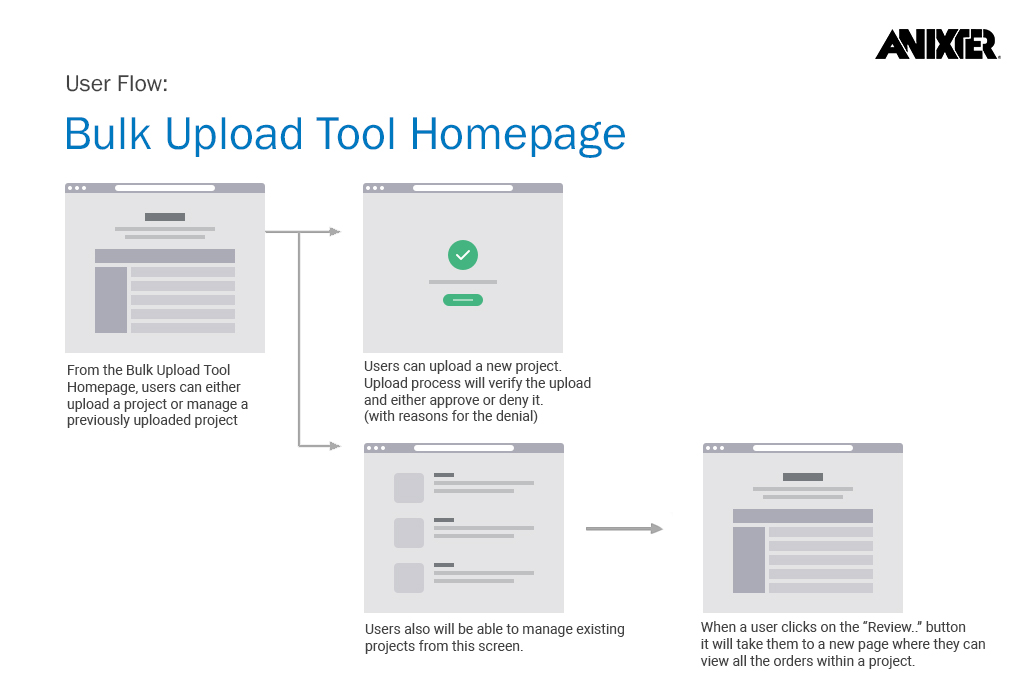 ANIXTER
User Flow:
Bulk Upload Tool Homepage
From the Bulk Upload Tool
Homepage, users can either
upload a project or manage a
previously uploaded project
Users can upload a new project.
Upload process will verify the upload
and either approve or deny it.
(with reasons for the denial)
Users also will be able to manage existing
projects from this screen.
When a user clicks on the “Review..” button
it will take them to a new page where they can
view all the orders within a project.